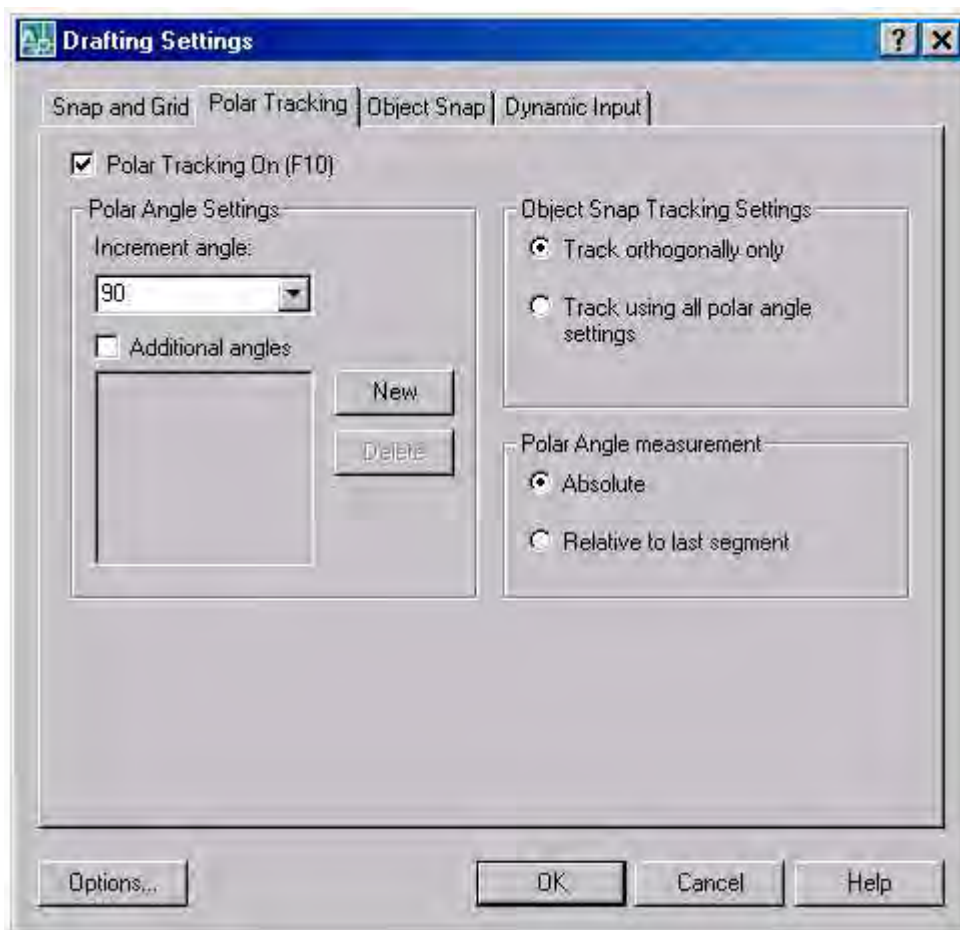 Drafting Settings
Snap and Grid
Polar Tracking
Object Snap
Dynamic Input
Polar Tracking On (F10)
Polar Angle Settings
Increment angle:
90
Additional angles
New
Delete
Object Snap Tracking Settings
Track orthogonally only
Track using all polar angle
settings
Polar Angle measurement
Absolute
Relative to last segment
Options...
OK
Cancel
Help